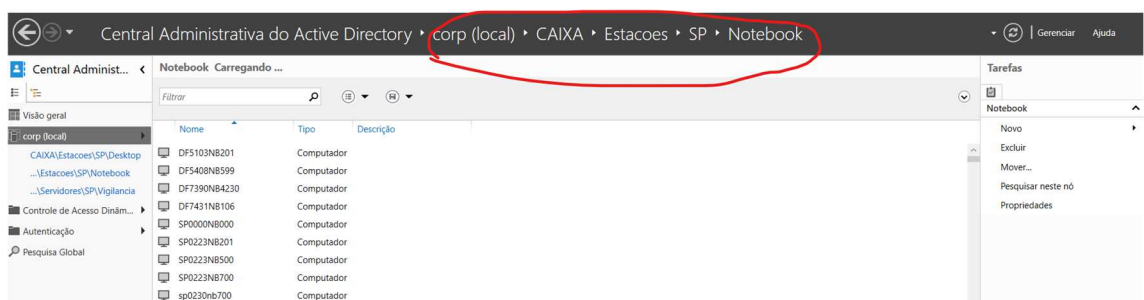 Central Administrativa do Active Directory ‣ corp (local) ‣ CAIXA ‣ Estacoes ‣ SP ‣ Notebook
Gerenciar Ajuda
Central Administ...
Visão geral
corp (local)
CAIXA\Estacoes\SP\Desktop
...\Estacoes\SP\Notebook
...\Servidores\SP\Vigilancia
Controle de Acesso Dinâm...
Autenticação
Pesquisa Global
Notebook Carregando ...
Filtrar
Nome Tipo Descrição
DF5103NB201 Computador
DF5408NB599 Computador
DF7390NB4230 Computador
DF7431NB106 Computador
SP0000NB000 Computador
SP0223NB201 Computador
SP0223NB500 Computador
SP0223NB700 Computador
sp0230nb700 Computador
Tarefas
Notebook
Novo
Excluir
Mover...
Pesquisar neste nó
Propriedades